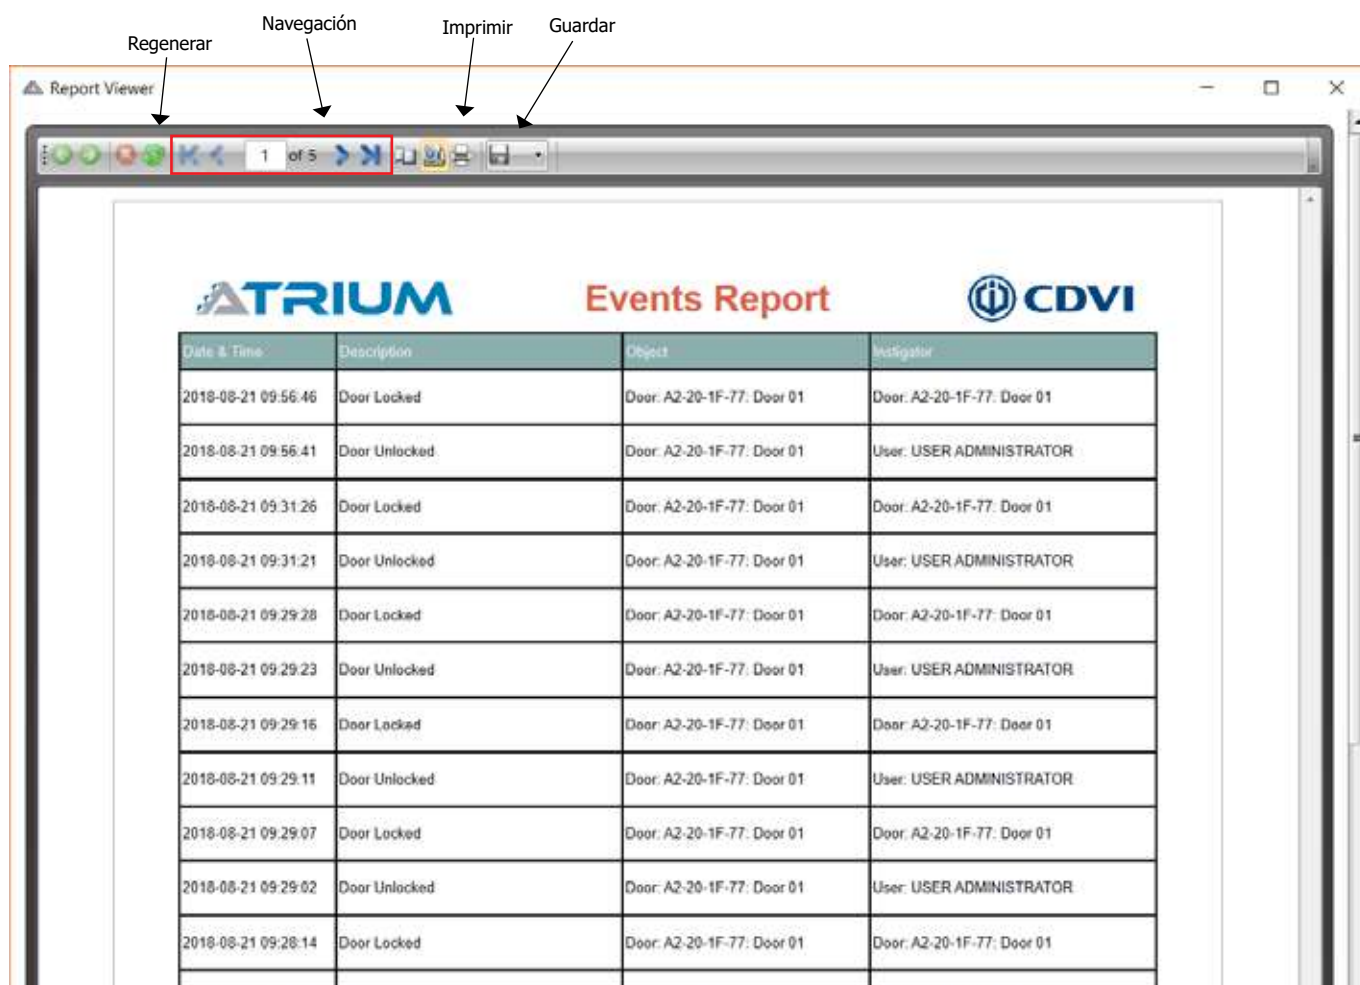 Navegación
Imprimir
Guardar
Regenerar
Report Viewer
1 of 5
ATRIUM Events Report CDVI
Date & Time Description Object Instigator
2018-08-21 09:56:46 Door Locked Door: A2-20-1F-77: Door 01 Door: A2-20-1F-77: Door 01
2018-08-21 09:56:41 Door Unlocked Door: A2-20-1F-77: Door 01 User: USER ADMINISTRATOR
2018-08-21 09:31:26 Door Locked Door: A2-20-1F-77: Door 01 Door: A2-20-1F-77: Door 01
2018-08-21 09:31:21 Door Unlocked Door: A2-20-1F-77: Door 01 User: USER ADMINISTRATOR
2018-08-21 09:29:28 Door Locked Door: A2-20-1F-77: Door 01 Door: A2-20-1F-77: Door 01
2018-08-21 09:29:23 Door Unlocked Door: A2-20-1F-77: Door 01 User: USER ADMINISTRATOR
2018-08-21 09:29:16 Door Locked Door: A2-20-1F-77: Door 01 Door: A2-20-1F-77: Door 01
2018-08-21 09:29:11 Door Unlocked Door: A2-20-1F-77: Door 01 User: USER ADMINISTRATOR
2018-08-21 09:29:07 Door Locked Door: A2-20-1F-77: Door 01 Door: A2-20-1F-77: Door 01
2018-08-21 09:29:02 Door Unlocked Door: A2-20-1F-77: Door 01 User: USER ADMINISTRATOR
2018-08-21 09:28:14 Door Locked Door: A2-20-1F-77: Door 01 Door: A2-20-1F-77: Door 01